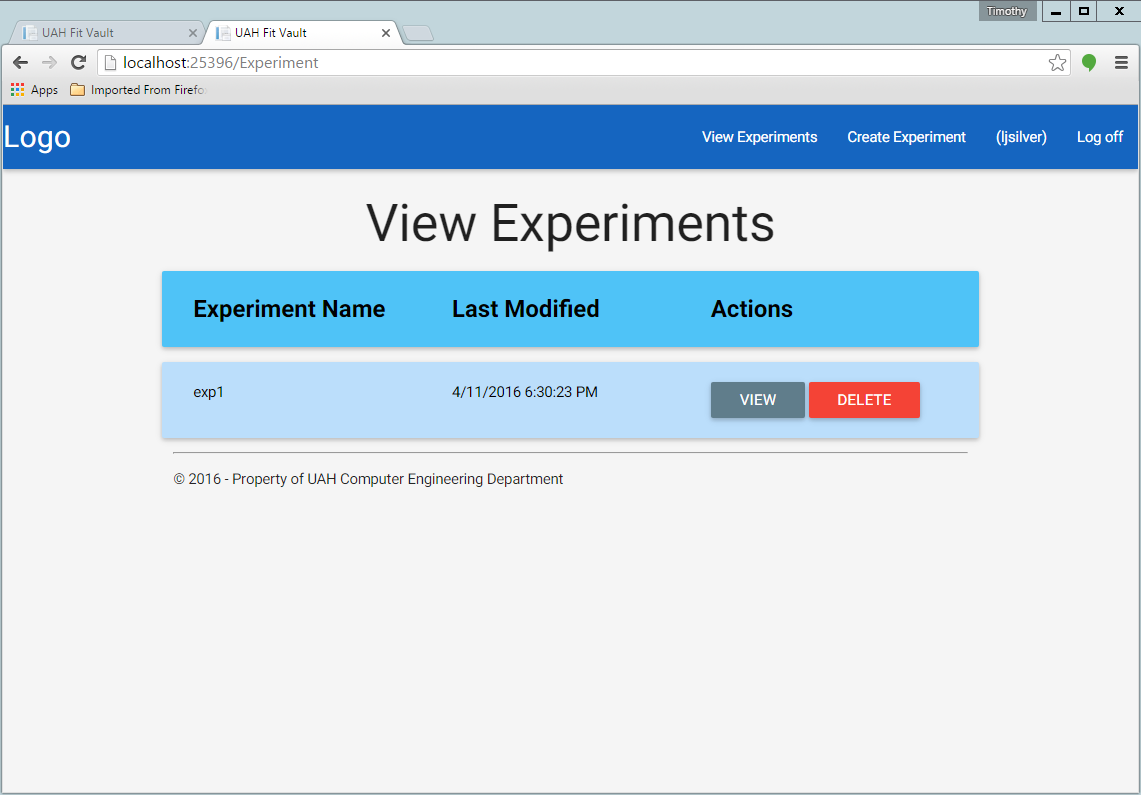 Timothy
UAH Fit Vault
UAH Fit Vault
localhost:25396/Experiment
Apps Imported From Firefo
Logo View Experiments Create Experiment (ljsilver) Log off
View Experiments
Experiment Name Last Modified Actions
exp1 4/11/2016 6:30:23 PM VIEW DELETE
© 2016 - Property of UAH Computer Engineering Department